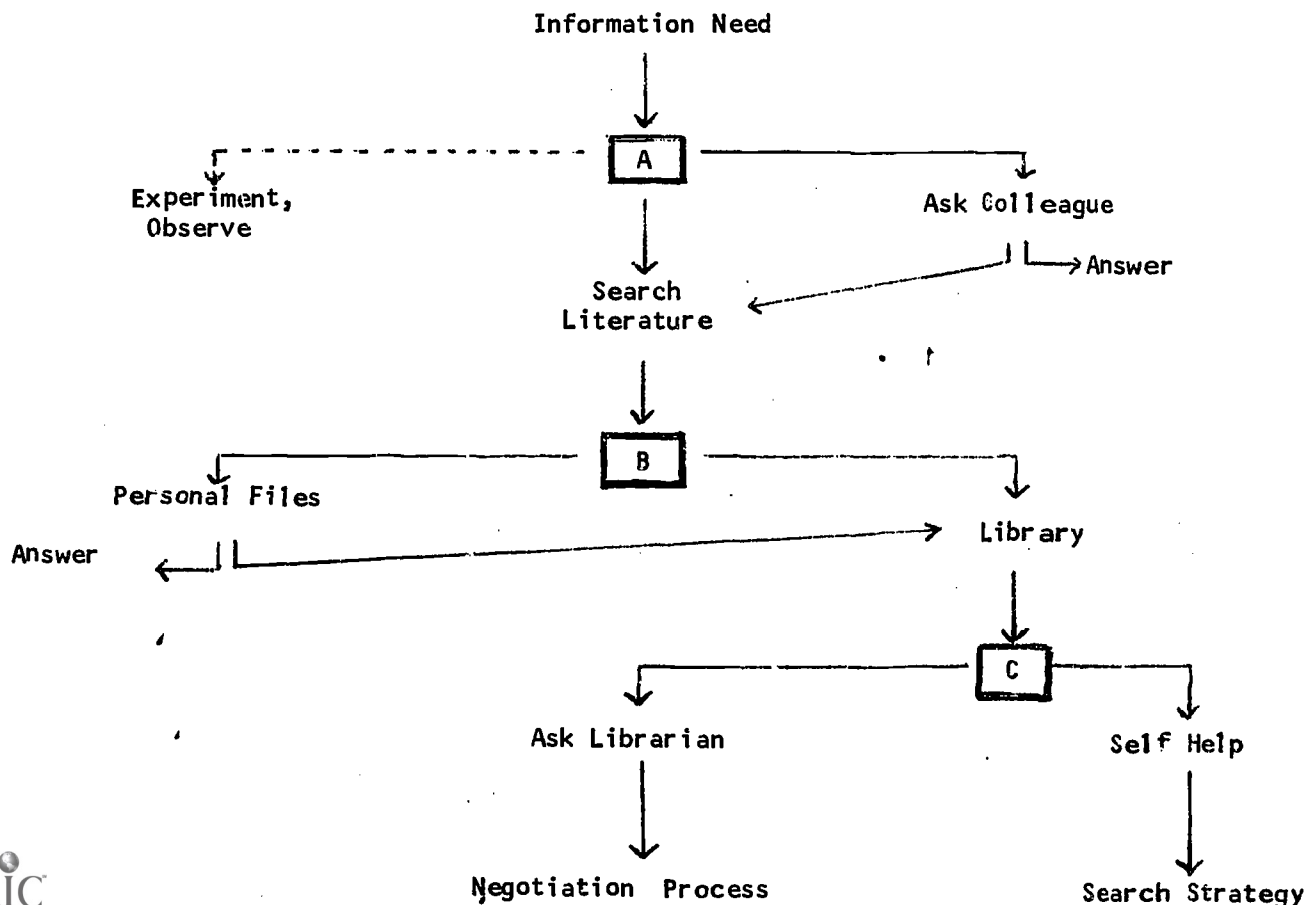 Information Need
A
Experiment,
Observe
Ask Colleague
Answer
Search
Literature
B
Personal Files
Library
Answer
C
Ask Librarian
Self Help
Negotiation Process
Search Strategy
IC